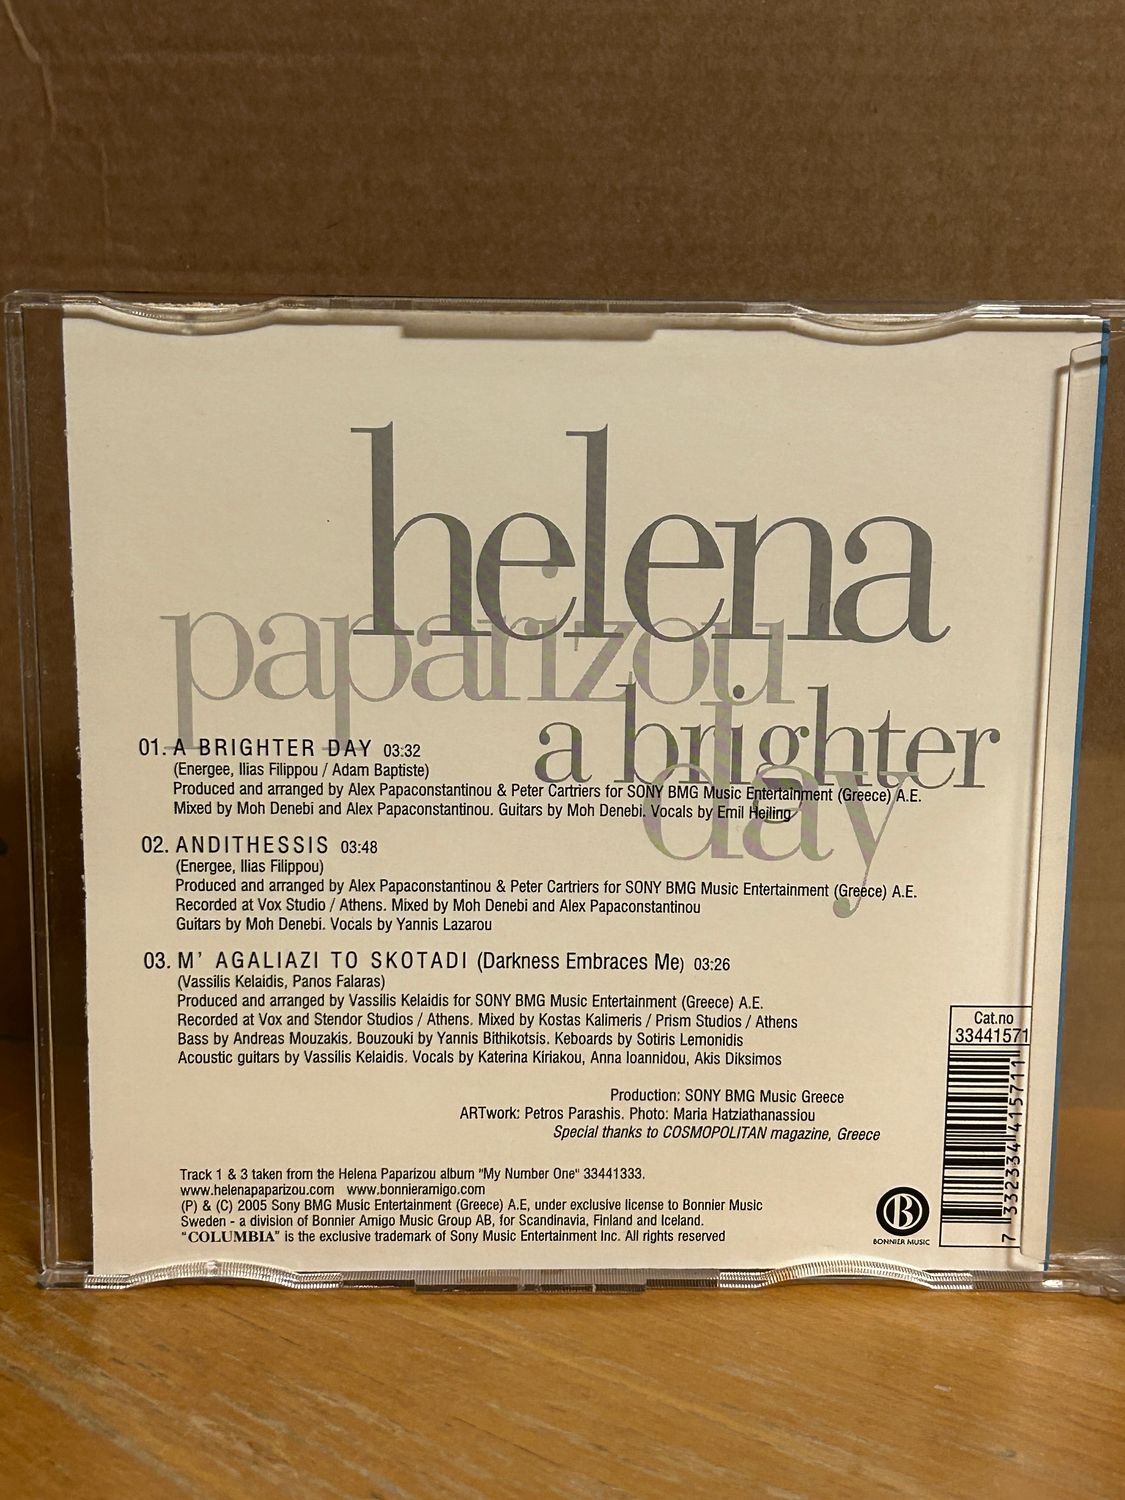 helena
paparizou
a brighter
day
01. A BRIGHTER DAY 03:32
(Energee, Ilias Filippou / Adam Baptiste)
Produced and arranged by Alex Papaconstantinou & Peter Cartriers for SONY BMG Music Entertainment (Greece) A.E.
Mixed by Moh Denebi and Alex Papaconstantinou. Guitars by Moh Denebi. Vocals by Emil Heiling
02. ANDITHESSIS 03:48
(Energee, Ilias Filippou)
Produced and arranged by Alex Papaconstantinou & Peter Cartriers for SONY BMG Music Entertainment (Greece) A.E.
Recorded at Vox Studio / Athens. Mixed by Moh Denebi and Alex Papaconstantinou
Guitars by Moh Denebi. Vocals by Yannis Lazarou
03. M' AGALIAZI TO SKOTADI (Darkness Embraces Me) 03:26
(Vassilis Kelaidis, Panos Falaras)
Produced and arranged by Vassilis Kelaidis for SONY BMG Music Entertainment (Greece) A.E.
Recorded at Vox and Stendor Studios / Athens. Mixed by Kostas Kalimeris / Prism Studios / Athens
Bass by Andreas Mouzakis. Bouzouki by Yannis Bithikotsis. Keboards by Sotiris Lemonidis
Acoustic guitars by Vassilis Kelaidis. Vocals by Katerina Kiriakou, Anna Ioannidou, Akis Diksimos
Production: SONY BMG Music Greece
ARTwork: Petros Parashis. Photo: Maria Hatziathanassiou
Special thanks to COSMOPOLITAN magazine, Greece
Track 1 & 3 taken from the Helena Paparizou album "My Number One" 33441333.
www.helenapaparizou.com www.bonnieramigo.com
(P) & (C) 2005 Sony BMG Music Entertainment (Greece) A.E, under exclusive license to Bonnier Music
Sweden - a division of Bonnier Amigo Music Group AB, for Scandinavia, Finland and Iceland.
"COLUMBIA" is the exclusive trademark of Sony Music Entertainment Inc. All rights reserved
B
BONNIER MUSIC
Cat.no
33441571
7 332334 415711